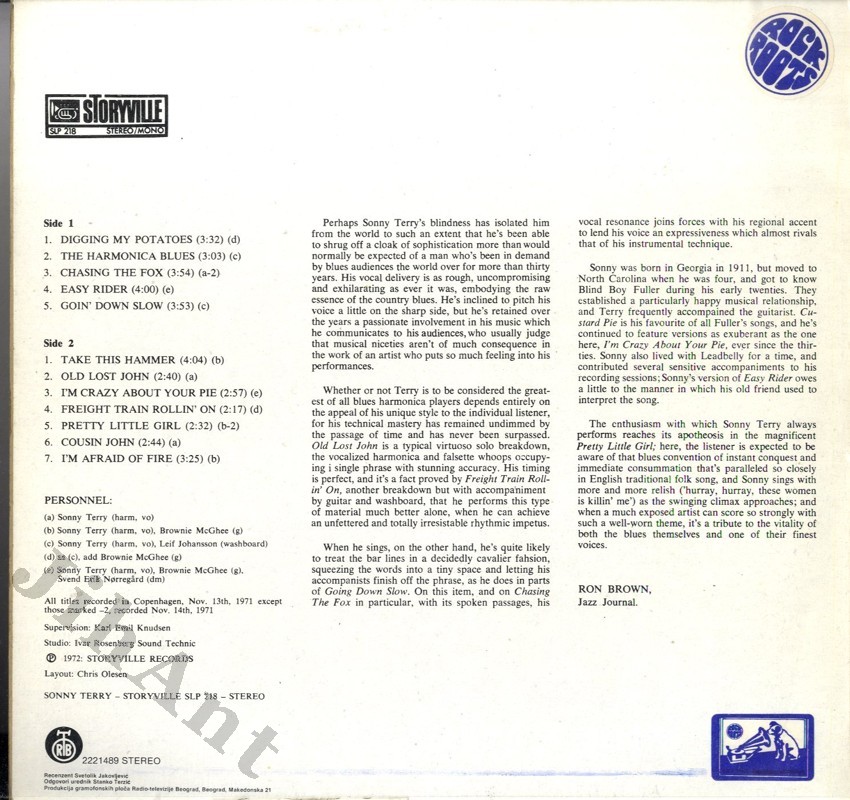 ROCK
ROOTS
STORYVILLE
SLP 218 STEREO/MONO
Side 1
1. DIGGING MY POTATOES (3:32) (d)
2. THE HARMONICA BLUES (3:03) (c)
3. CHASING THE FOX (3:54) (a-2)
4. EASY RIDER (4:00) (e)
5. GOIN' DOWN SLOW (3:53) (c)
Side 2
1. TAKE THIS HAMMER (4:04) (b)
2. OLD LOST JOHN (2:40) (a)
3. I'M CRAZY ABOUT YOUR PIE (2:57) (e)
4. FREIGHT TRAIN ROLLIN' ON (2:17) (d)
5. PRETTY LITTLE GIRL (2:32) (b-2)
6. COUSIN JOHN (2:44) (a)
7. I'M AFRAID OF FIRE (3:25) (b)
PERSONNEL:
(a) Sonny Terry (harm, vo)
(b) Sonny Terry (harm, vo), Brownie McGhee (g)
(c) Sonny Terry (harm, vo), Leif Johansson (washboard)
(d) as (c), add Brownie McGhee (g)
(e) Sonny Terry (harm, vo), Brownie McGhee (g),
Svend Erik Nørregård (dm)
All titles recorded in Copenhagen, Nov. 13th, 1971 except
those marked -2, recorded Nov. 14th, 1971
Supervision: Karl Emil Knudsen
Studio: Ivar Rosenberg Sound Technic
Ⓟ 1972: STORYVILLE RECORDS
Layout: Chris Olesen
SONNY TERRY – STORYVILLE SLP 218 – STEREO
RTB
2221489 STEREO
Recenzent Svetolik Jakovljević
Odgovori urednik Stanko Terzić
Produkcija gramofonskih ploča Radio-televizije Beograd, Beograd, Makedonska 21
Perhaps Sonny Terry's blindness has isolated him
from the world to such an extent that he's been able
to shrug off a cloak of sophistication more than would
normally be expected of a man who's been in demand
by blues audiences the world over for more than thirty
years. His vocal delivery is as rough, uncompromising
and exhilarating as ever it was, embodying the raw
essence of the country blues. He's inclined to pitch his
voice a little on the sharp side, but he's retained over
the years a passionate involvement in his music which
he communicates to his audiences, who usually judge
that musical niceties aren't of much consequence in
the work of an artist who puts so much feeling into his
performances.
Whether or not Terry is to be considered the great-
est of all blues harmonica players depends entirely on
the appeal of his unique style to the individual listener,
for his technical mastery has remained undimmed by
the passage of time and has never been surpassed.
Old Lost John is a typical virtuoso solo breakdown,
the vocalized harmonica and falsette whoops occupy-
ing i single phrase with stunning accuracy. His timing
is perfect, and it's a fact proved by Freight Train Roll-
in' On, another breakdown but with accompaniment
by guitar and washboard, that he performs this type
of material much better alone, when he can achieve
an unfettered and totally irresistable rhythmic impetus.
When he sings, on the other hand, he's quite likely
to treat the bar lines in a decidedly cavalier fahsion,
squeezing the words into a tiny space and letting his
accompanists finish off the phrase, as he does in parts
of Going Down Slow. On this item, and on Chasing
The Fox in particular, with its spoken passages, his
vocal resonance joins forces with his regional accent
to lend his voice an expressiveness which almost rivals
that of his instrumental technique.
Sonny was born in Georgia in 1911, but moved to
North Carolina when he was four, and got to know
Blind Boy Fuller during his early twenties. They
established a particularly happy musical relationship,
and Terry frequently accompanied the guitarist. Cu-
stard Pie is his favourite of all Fuller's songs, and he's
continued to feature versions as exuberant as the one
here, I'm Crazy About Your Pie, ever since the thir-
ties. Sonny also lived with Leadbelly for a time, and
contributed several sensitive accompaniments to his
recording sessions; Sonny's version of Easy Rider owes
a little to the manner in which his old friend used to
interpret the song.
The enthusiasm with which Sonny Terry always
performs reaches its apotheosis in the magnificent
Pretty Little Girl; here, the listener is expected to be
aware of that blues convention of instant conquest and
immediate consummation that's paralleled so closely
in English traditional folk song, and Sonny sings with
more and more relish ('hurray, hurray, these women
is killin' me') as the swinging climax approaches; and
when a much exposed artist can score so strongly with
such a well-worn theme, it's a tribute to the vitality of
both the blues themselves and one of their finest
voices.
RON BROWN,
Jazz Journal.
JihAnt